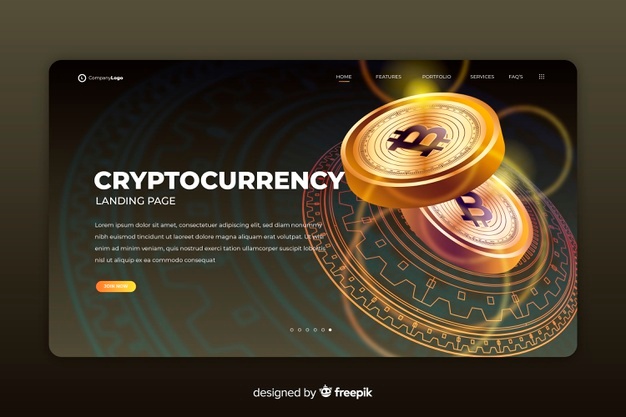 CompanyLogo
HOME FEATURES PORTFOLIO SERVICES FAQ'S
CRYPTOCURRENCY
LANDING PAGE
Lorem ipsum dolor sit amet, consectetuer adipiscing elit, sed diam nonummy
nibh euismod tincidunt ut laoreet dolore magna aliquam erat volutpat. Ut wisi
enim ad minim veniam, quis nostrud exerci tation ullamcorper suscipit lobortis
nisl ut aliquip ex ea commodo consequat
JOIN NOW
designed by freepik